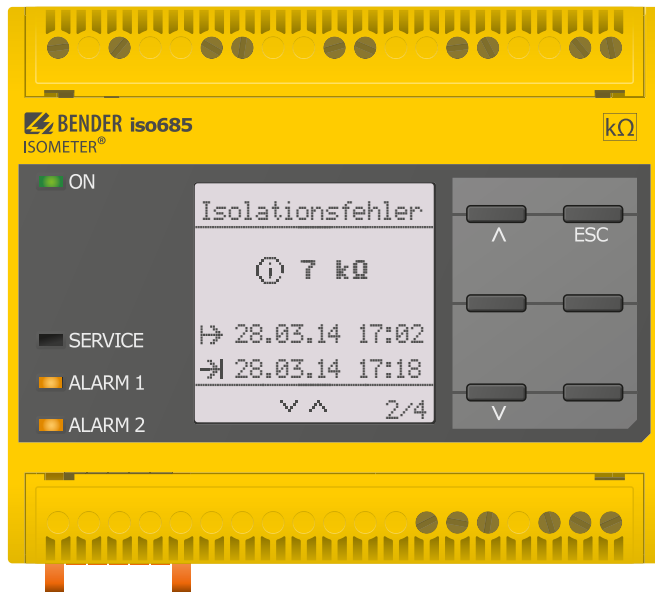 BENDER iso685
ISOMETER®
kΩ
ON
Isolationsfehler
7 kΩ
28.03.14 17:02
28.03.14 17:18
2/4
SERVICE
ALARM 1
ALARM 2
ESC